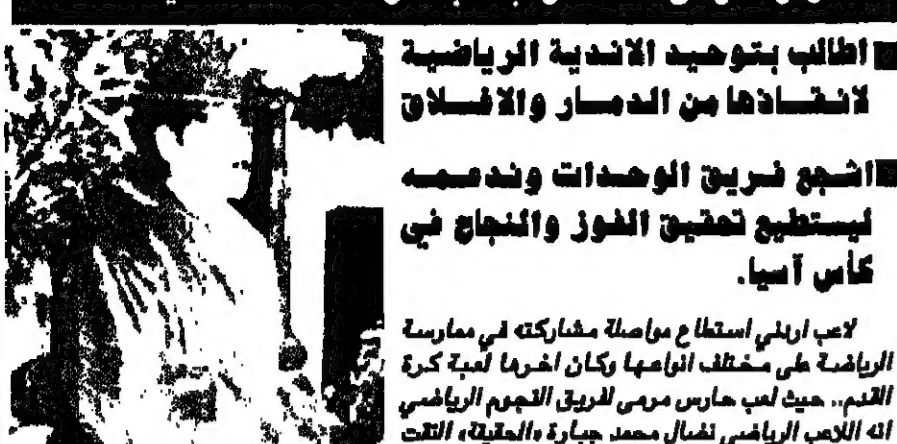 اطالب بتوحيد الاندية الرياضية
لانقاذها من الدمار والافلاق
اشجع فريق الوحدات وندعمه
ليستطيع تحقيق الفوز والنجاح في
كأس آسيا.
لاعب اردني استطاع مواصلة مشاركته في ممارسة
الرياضة على مختلف انواعها وكان اخرها لعبة كرة
القدم.. حيث لعب حارس مرمى لفريق النجوم الرياضي
انه اللاعب الرياضي نضال محمد جبارة «الحقيقة» التقت